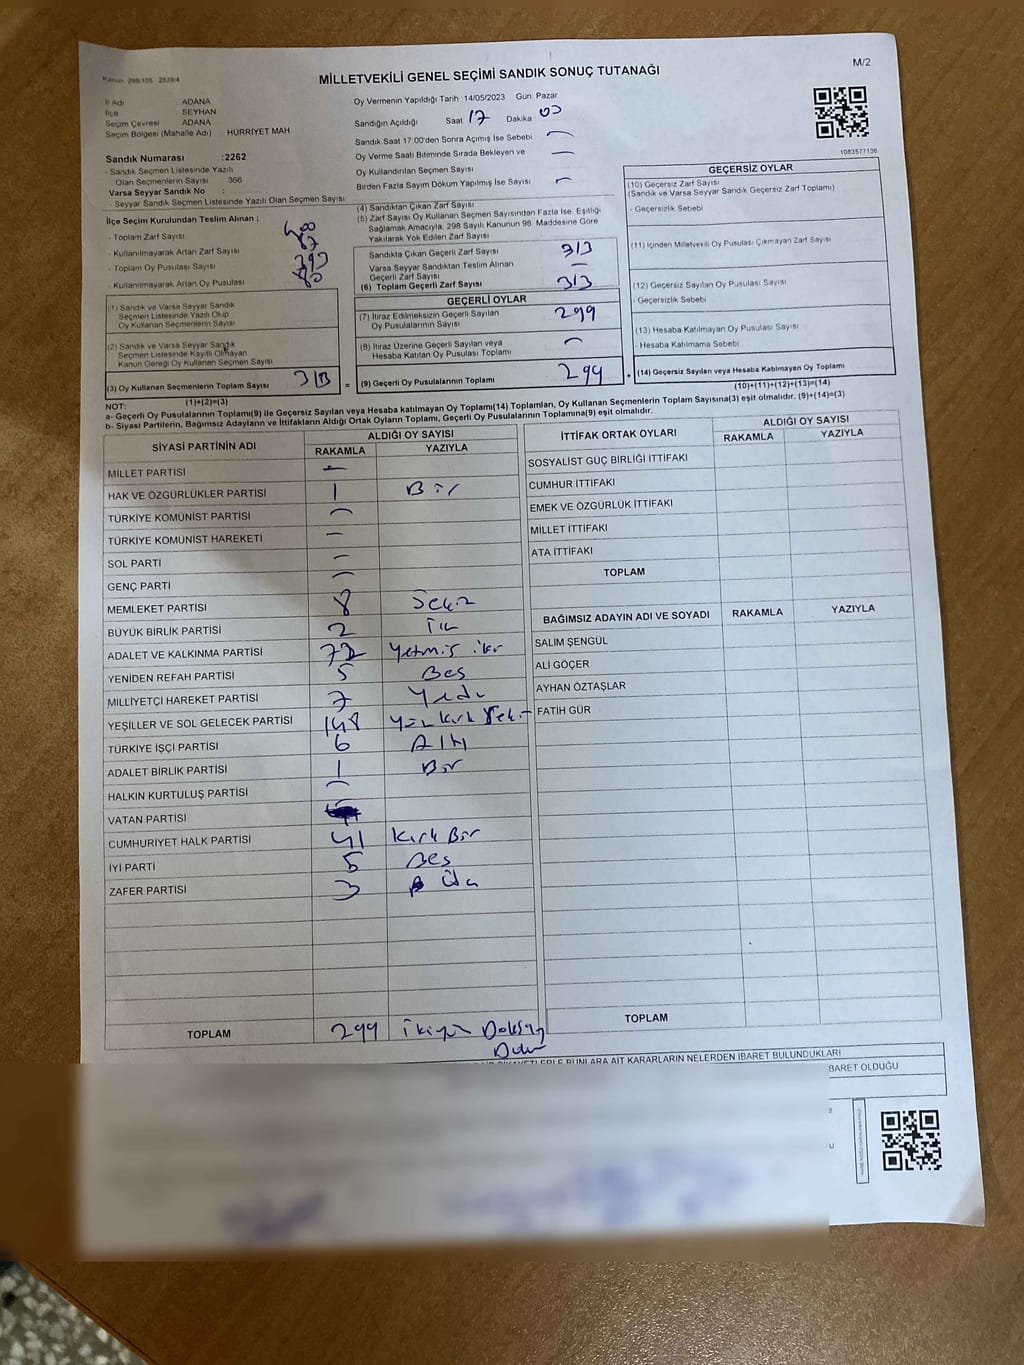 Kanun 298/105 . 2839/4
MİLLETVEKİLİ GENEL SEÇİMİ SANDIK SONUÇ TUTANAĞI
M/2
İl Adı ADANA
İlçe SEYHAN
Seçim Çevresi ADANA
Seçim Bölgesi (Mahalle Adı) HÜRRİYET MAH
Sandık Numarası :2262
- Sandık Seçmen Listesinde Yazılı
Olan Seçmenlerin Sayısı 366
Varsa Seyyar Sandık No :
- Seyyar Sandık Seçmen Listesinde Yazılı Olan Seçmen Sayısı
Oy Vermenin Yapıldığı Tarih 14/05/2023 Gün: Pazar
Sandığın Açıldığı Saat 17 Dakika 00
Sandık Saat 17:00'den Sonra Açımış İse Sebebi —
Oy Verme Saati Bitiminde Sırada Bekleyen ve —
Oy Kullandırılan Seçmen Sayısı
Birden Fazla Sayım Döküm Yapılmış İse Sayısı —
1083577136
İlçe Seçim Kurulundan Teslim Alınan ;
- Toplam Zarf Sayısı 400
- Kullanılmayarak Artan Zarf Sayısı 87
- Toplam Oy Pusulası Sayısı 393
- Kullanılmayarak Artan Oy Pusulası 80
(1) Sandık ve Varsa Seyyar Sandık
Seçmen Listesinde Yazılı Olup
Oy Kullanan Seçmenlerin Sayısı
(2) Sandık ve Varsa Seyyar Sandık
Seçmen Listesinde Kayıtlı Olmayan
Kanun Gereği Oy Kullanan Seçmen Sayısı
(3) Oy Kullanan Seçmenlerin Toplam Sayısı 313
(1)+(2)=(3)
(4) Sandıktan Çıkan Zarf Sayısı
(5) Zarf Sayısı Oy Kullanan Seçmen Sayısından Fazla İse, Eşitliği
Sağlamak Amacıyla, 298 Sayılı Kanunun 98. Maddesine Göre
Yakılarak Yok Edilen Zarf Sayısı
Sandıkta Çıkan Geçerli Zarf Sayısı 313
Varsa Seyyar Sandıktan Teslim Alınan —
Geçerli Zarf Sayısı
(6) Toplam Geçerli Zarf Sayısı 313
GEÇERLİ OYLAR
(7) İtiraz Edilmeksizin Geçerli Sayılan
Oy Pusulalarının Sayısı 299
(8) İtiraz Üzerine Geçerli Sayılan veya
Hesaba Katılan Oy Pusulası Toplamı —
= (9) Geçerli Oy Pusulalarının Toplamı 299
GEÇERSİZ OYLAR
(10) Geçersiz Zarf Sayısı
(Sandık ve Varsa Seyyar Sandık Geçersiz Zarf Toplamı)
- Geçersizlik Sebebi
(11) İçinden Milletvekili Oy Pusulası Çıkmayan Zarf Sayısı
(12) Geçersiz Sayılan Oy Pusulası Sayısı
- Geçersizlik Sebebi
(13) Hesaba Katılmayan Oy Pusulası Sayısı
- Hesaba Katılmama Sebebi
(14) Geçersiz Sayılan veya Hesaba Katılmayan Oy Toplamı
(10)+(11)+(12)+(13)=(14)
NOT:
a- Geçerli Oy Pusulalarının Toplamı(9) ile Geçersiz Sayılan veya Hesaba katılmayan Oy Toplamı(14) Toplamları, Oy Kullanan Seçmenlerin Toplam Sayısına(3) eşit olmalıdır. (9)+(14)=(3)
b- Siyasi Partilerin, Bağımsız Adayların ve İttifakların Aldığı Ortak Oyların Toplamı, Geçerli Oy Pusulalarının Toplamına(9) eşit olmalıdır.
SİYASİ PARTİNİN ADI ALDIĞI OY SAYISI
RAKAMLA YAZIYLA
MİLLET PARTİSİ —
HAK VE ÖZGÜRLÜKLER PARTİSİ 1 Bir
TÜRKİYE KOMÜNİST PARTİSİ —
TÜRKİYE KOMÜNİST HAREKETİ —
SOL PARTİ —
GENÇ PARTİ —
MEMLEKET PARTİSİ 8 Sekiz
BÜYÜK BİRLİK PARTİSİ 2 İki
ADALET VE KALKINMA PARTİSİ 72 Yetmiş iki
YENİDEN REFAH PARTİSİ 5 Beş
MİLLİYETÇİ HAREKET PARTİSİ 7 Yedi
YEŞİLLER VE SOL GELECEK PARTİSİ 148 Yüz Kırk Sekiz
TÜRKİYE İŞÇİ PARTİSİ 6 Altı
ADALET BİRLİK PARTİSİ 1 Bir
HALKIN KURTULUŞ PARTİSİ —
VATAN PARTİSİ
CUMHURİYET HALK PARTİSİ 41 Kırk Bir
İYİ PARTİ 5 Beş
ZAFER PARTİSİ 3 Üç
TOPLAM 299 İkiyüz Doksan
Dokuz
İTTİFAK ORTAK OYLARI ALDIĞI OY SAYISI
RAKAMLA YAZIYLA
SOSYALİST GÜÇ BİRLİĞİ İTTİFAKI
CUMHUR İTTİFAKI
EMEK VE ÖZGÜRLÜK İTTİFAKI
MİLLET İTTİFAKI
ATA İTTİFAKI
TOPLAM
BAĞIMSIZ ADAYIN ADI VE SOYADI RAKAMLA YAZIYLA
SALİM ŞENGÜL
ALİ GÖÇER
AYHAN ÖZTAŞLAR
FATİH GÜR
TOPLAM
ŞİKAYETLERLE BUNLARA AİT KARARLARIN NELERDEN İBARET BULUNDUKLARI
BARET OLDUĞU